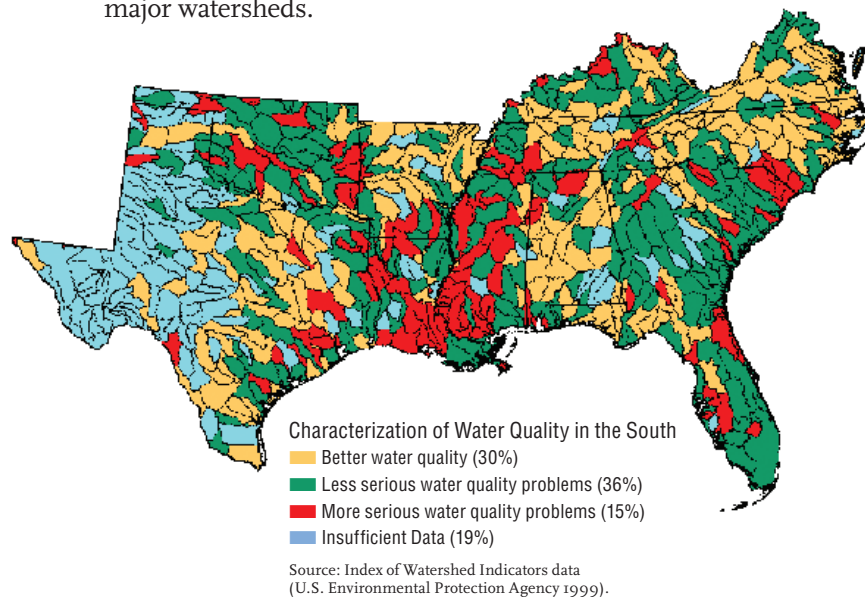 major watersheds.
Characterization of Water Quality in the South
Better water quality (30%)
Less serious water quality problems (36%)
More serious water quality problems (15%)
Insufficient Data (19%)
Source: Index of Watershed Indicators data
(U.S. Environmental Protection Agency 1999).